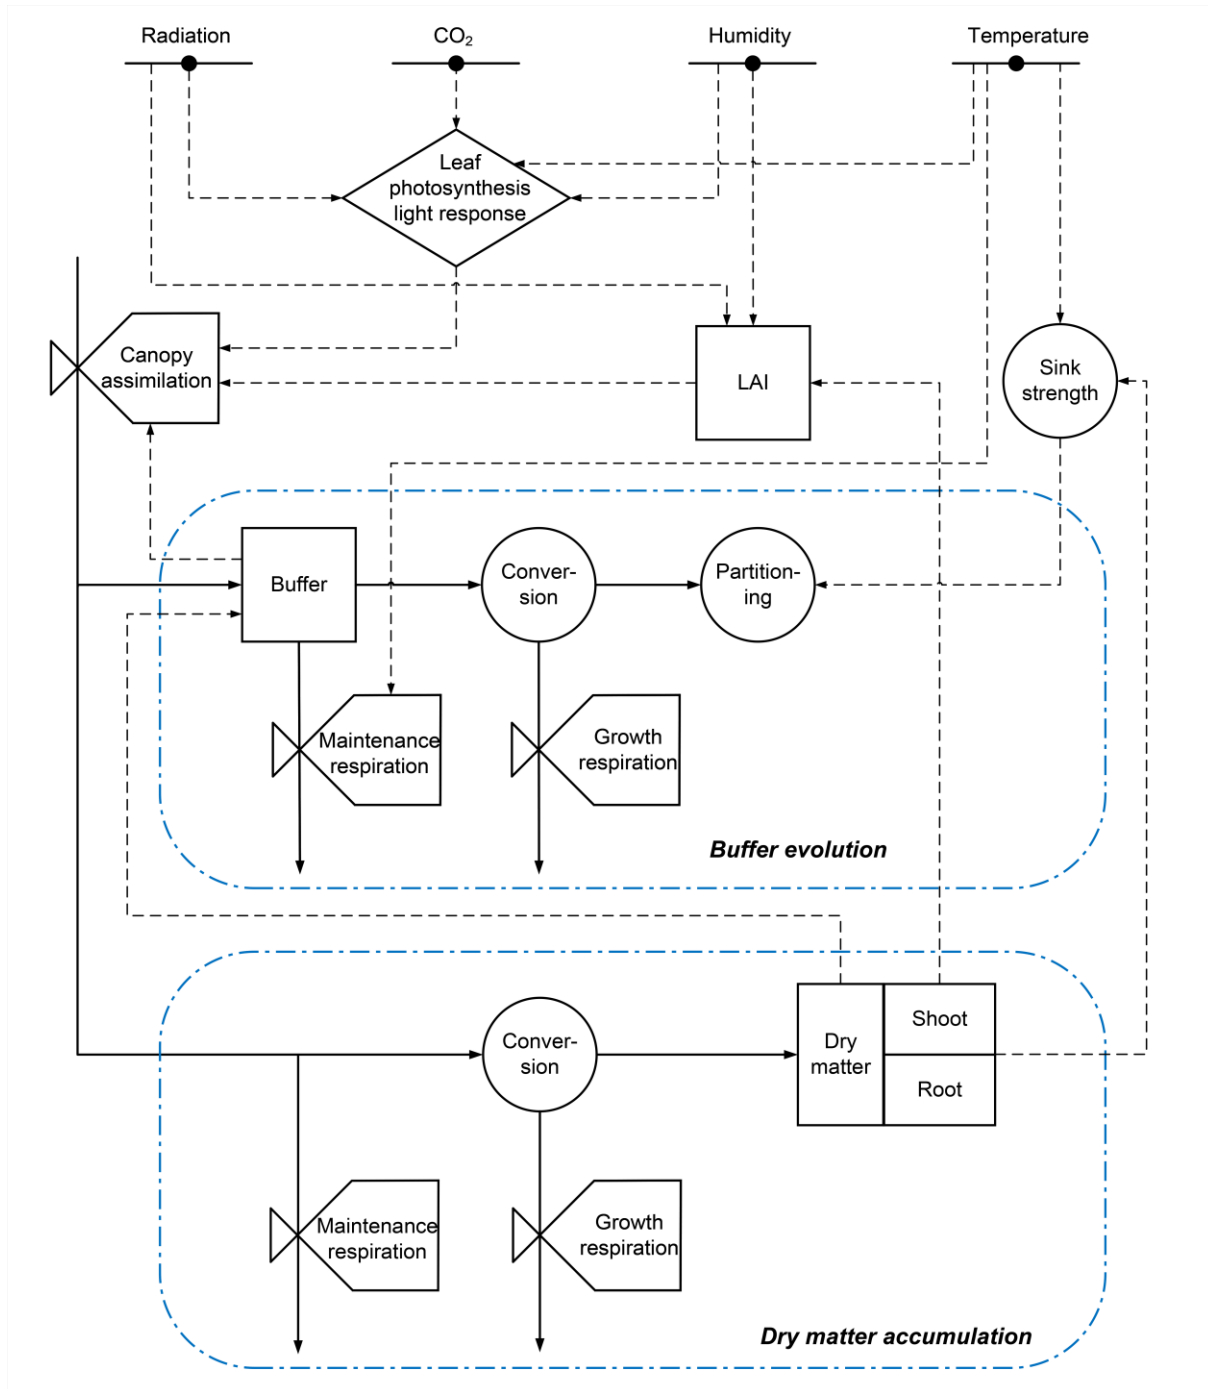 Radiation
CO₂
Humidity
Temperature
Leaf
photosynthesis
light response
Canopy
assimilation
LAI
Sink
strength
Buffer
Conver-
sion
Partition-
ing
Maintenance
respiration
Growth
respiration
Buffer evolution
Conver-
sion
Dry
matter
Shoot
Root
Maintenance
respiration
Growth
respiration
Dry matter accumulation